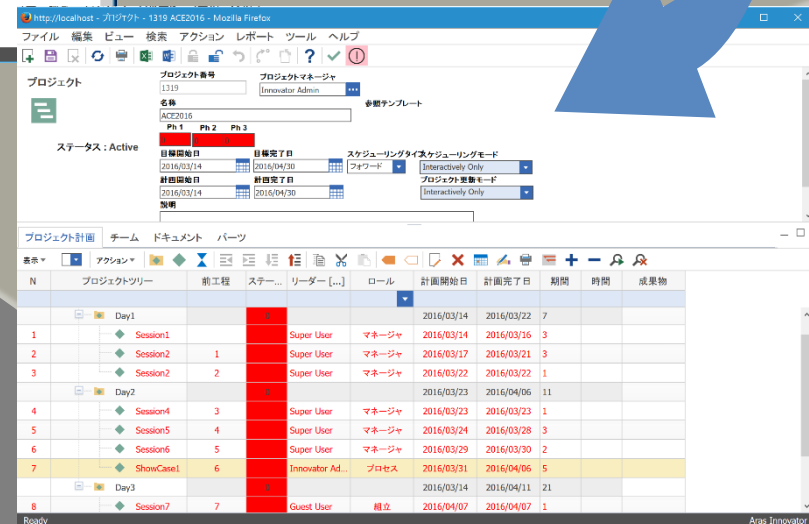 http://localhost - プロジェクト - 1319 ACE2016 - Mozilla Firefox
ファイル 編集 ビュー 検索 アクション レポート ツール ヘルプ
プロジェクト
プロジェクト番号 プロジェクトマネージャ
1319 Innovator Admin
名称 参照テンプレート
ACE2016
Ph 1 Ph 2 Ph 3
ステータス : Active
目標開始日 目標完了日 スケジューリングタイプ スケジューリングモード
2016/03/14 2016/04/30 フォワード Interactively Only
計画開始日 計画完了日 プロジェクト更新モード
2016/03/14 2016/04/30 Interactively Only
説明
プロジェクト計画 チーム ドキュメント パーツ
表示 アクション
N プロジェクトツリー 前工程 ステー... リーダー [...] ロール 計画開始日 計画完了日 期間 時間 成果物
Day1 2016/03/14 2016/03/22 7
1 Session1 Super User マネージャ 2016/03/14 2016/03/16 3
2 Session2 1 Super User マネージャ 2016/03/17 2016/03/21 3
3 Session2 2 Super User マネージャ 2016/03/22 2016/03/22 1
Day2 2016/03/23 2016/04/06 11
4 Session4 3 Super User マネージャ 2016/03/23 2016/03/23 1
5 Session5 4 Super User マネージャ 2016/03/24 2016/03/28 3
6 Session6 5 Super User マネージャ 2016/03/29 2016/03/30 2
7 ShowCase1 6 Innovator Ad... プロセス 2016/03/31 2016/04/06 5
Day3 2016/03/14 2016/04/11 21
8 Session7 7 Guest User 組立 2016/04/07 2016/04/07 1
Ready Aras Innovator